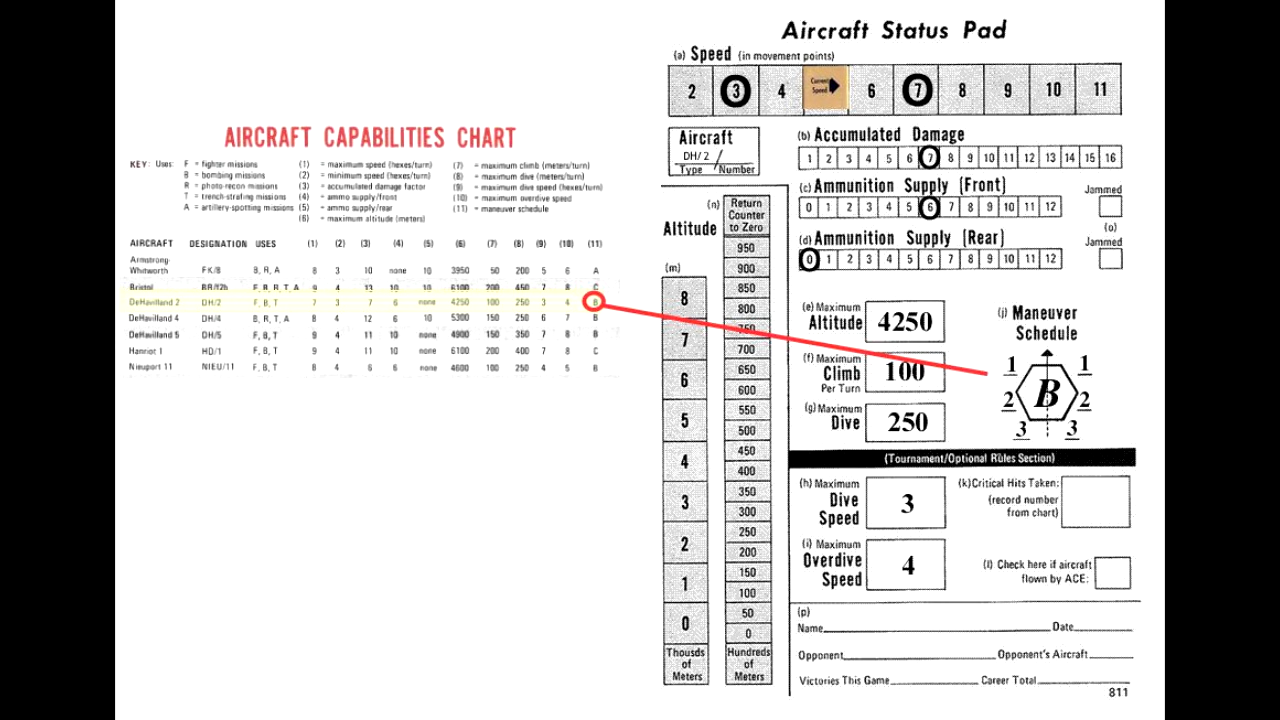 AIRCRAFT CAPABILITIES CHART
KEY: Uses: F = fighter missions (1) = maximum speed (hexes/turn) (7) = maximum climb (meters/turn)
B = bombing missions (2) = minimum speed (hexes/turn) (8) = maximum dive (meters/turn)
R = photo-recon missions (3) = accumulated damage factor (9) = maximum dive speed (hexes/turn)
T = trench-strafing missions (4) = ammo supply/front (10) = maximum overdive speed
A = artillery-spotting missions (5) = ammo supply/rear (11) = maneuver schedule
(6) = maximum altitude (meters)
AIRCRAFT DESIGNATION USES (1) (2) (3) (4) (5) (6) (7) (8) (9) (10) (11)
Armstrong-
Whitworth FK/8 B, R, A 8 3 10 none 10 3950 50 200 5 6 A
Bristol BR/f2b F, B, R, T, A 9 4 13 10 10 6100 200 450 7 8 C
DeHavilland 2 DH/2 F, B, T 7 3 7 6 none 4250 100 250 3 4 B
DeHavilland 4 DH/4 B, R, T, A 8 4 12 6 10 5300 150 250 6 7 B
DeHavilland 5 DH/5 F, B, T 9 4 11 10 none 4900 150 350 7 8 B
Hanriot 1 HD/1 F, B, T 9 4 11 10 none 6100 200 400 7 8 C
Nieuport 11 NIEU/11 F, B, T 8 4 6 6 none 4600 100 250 4 5 B
Aircraft Status Pad
(a) Speed (in movement points)
2 3 4 Current Speed 6 7 8 9 10 11
Aircraft
DH/2 /
Type Number
(b) Accumulated Damage
1 2 3 4 5 6 7 8 9 10 11 12 13 14 15 16
(c) Ammunition Supply (Front) Jammed
0 1 2 3 4 5 6 7 8 9 10 11 12
(o)
(d) Ammunition Supply (Rear) Jammed
0 1 2 3 4 5 6 7 8 9 10 11 12
Altitude
(m)
8
7
6
5
4
3
2
1
0
Thousds
of
Meters
(n) Return
Counter
to Zero
950
900
850
800
750
700
650
600
550
500
450
400
350
300
250
200
150
100
50
0
Hundreds
of
Meters
(e) Maximum
Altitude 4250
(f) Maximum
Climb 100
Per Turn
(g) Maximum
Dive 250
(j) Maneuver
Schedule
1 1
2 B 2
3 3
(Tournament/Optional Rules Section)
(h) Maximum
Dive 3
Speed
(i) Maximum
Overdive 4
Speed
(k) Critical Hits Taken:
(record number
from chart)
(l) Check here if aircraft
flown by ACE:
(p)
Name Date
Opponent Opponent's Aircraft
Victories This Game Career Total
811